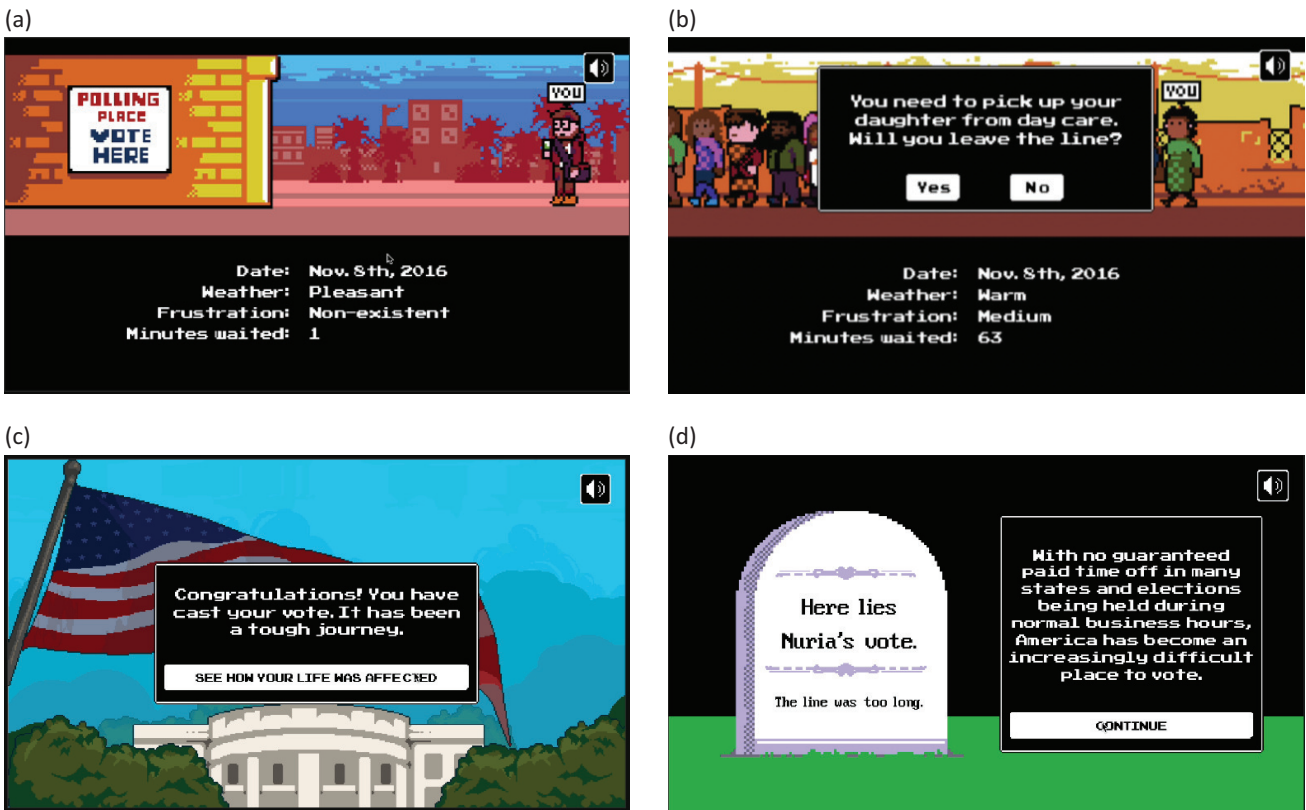 (a)
POLLING
PLACE
VOTE
HERE
YOU
Date: Nov. 8th, 2016
Weather: Pleasant
Frustration: Non-existent
Minutes waited: 1
(b)
You need to pick up your
daughter from day care.
Will you leave the line?
Yes No
YOU
Date: Nov. 8th, 2016
Weather: Warm
Frustration: Medium
Minutes waited: 63
(c)
Congratulations! You have
cast your vote. It has been
a tough journey.
SEE HOW YOUR LIFE WAS AFFECTED
(d)
Here lies
Nuria's vote.
The line was too long.
With no guaranteed
paid time off in many
states and elections
being held during
normal business hours,
America has become an
increasingly difficult
place to vote.
CONTINUE